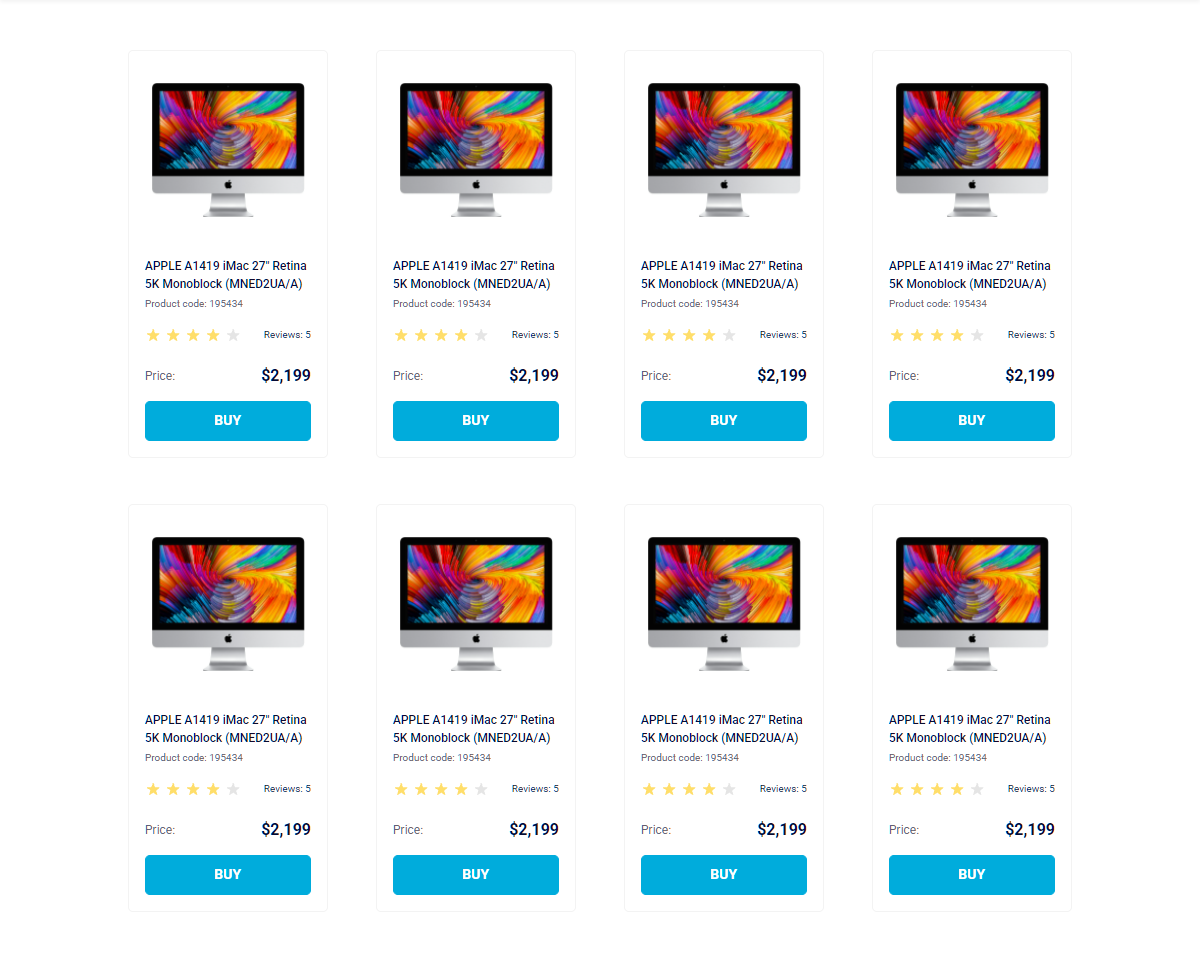 APPLE A1419 iMac 27" Retina
5K Monoblock (MNED2UA/A)
Product code: 195434
Reviews: 5
Price: $2,199
BUY
APPLE A1419 iMac 27" Retina
5K Monoblock (MNED2UA/A)
Product code: 195434
Reviews: 5
Price: $2,199
BUY
APPLE A1419 iMac 27" Retina
5K Monoblock (MNED2UA/A)
Product code: 195434
Reviews: 5
Price: $2,199
BUY
APPLE A1419 iMac 27" Retina
5K Monoblock (MNED2UA/A)
Product code: 195434
Reviews: 5
Price: $2,199
BUY
APPLE A1419 iMac 27" Retina
5K Monoblock (MNED2UA/A)
Product code: 195434
Reviews: 5
Price: $2,199
BUY
APPLE A1419 iMac 27" Retina
5K Monoblock (MNED2UA/A)
Product code: 195434
Reviews: 5
Price: $2,199
BUY
APPLE A1419 iMac 27" Retina
5K Monoblock (MNED2UA/A)
Product code: 195434
Reviews: 5
Price: $2,199
BUY
APPLE A1419 iMac 27" Retina
5K Monoblock (MNED2UA/A)
Product code: 195434
Reviews: 5
Price: $2,199
BUY